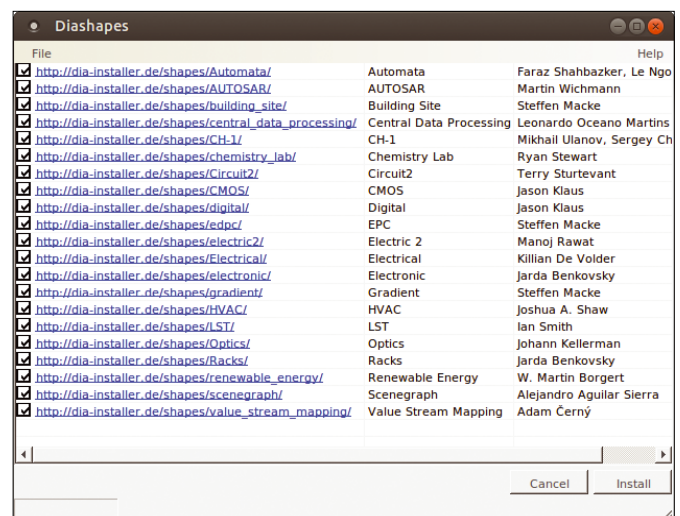 Diashapes
File Help
http://dia-installer.de/shapes/Automata/ Automata Faraz Shahbazker, Le Ngo
http://dia-installer.de/shapes/AUTOSAR/ AUTOSAR Martin Wichmann
http://dia-installer.de/shapes/building_site/ Building Site Steffen Macke
http://dia-installer.de/shapes/central_data_processing/ Central Data Processing Leonardo Oceano Martins
http://dia-installer.de/shapes/CH-1/ CH-1 Mikhail Ulanov, Sergey Ch
http://dia-installer.de/shapes/chemistry_lab/ Chemistry Lab Ryan Stewart
http://dia-installer.de/shapes/Circuit2/ Circuit2 Terry Sturtevant
http://dia-installer.de/shapes/CMOS/ CMOS Jason Klaus
http://dia-installer.de/shapes/digital/ Digital Jason Klaus
http://dia-installer.de/shapes/edpc/ EPC Steffen Macke
http://dia-installer.de/shapes/electric2/ Electric 2 Manoj Rawat
http://dia-installer.de/shapes/Electrical/ Electrical Killian De Volder
http://dia-installer.de/shapes/electronic/ Electronic Jarda Benkovsky
http://dia-installer.de/shapes/gradient/ Gradient Steffen Macke
http://dia-installer.de/shapes/HVAC/ HVAC Joshua A. Shaw
http://dia-installer.de/shapes/LST/ LST Ian Smith
http://dia-installer.de/shapes/Optics/ Optics Johann Kellerman
http://dia-installer.de/shapes/Racks/ Racks Jarda Benkovsky
http://dia-installer.de/shapes/renewable_energy/ Renewable Energy W. Martin Borgert
http://dia-installer.de/shapes/scenegraph/ Scenegraph Alejandro Aguilar Sierra
http://dia-installer.de/shapes/value_stream_mapping/ Value Stream Mapping Adam Černý
Cancel Install